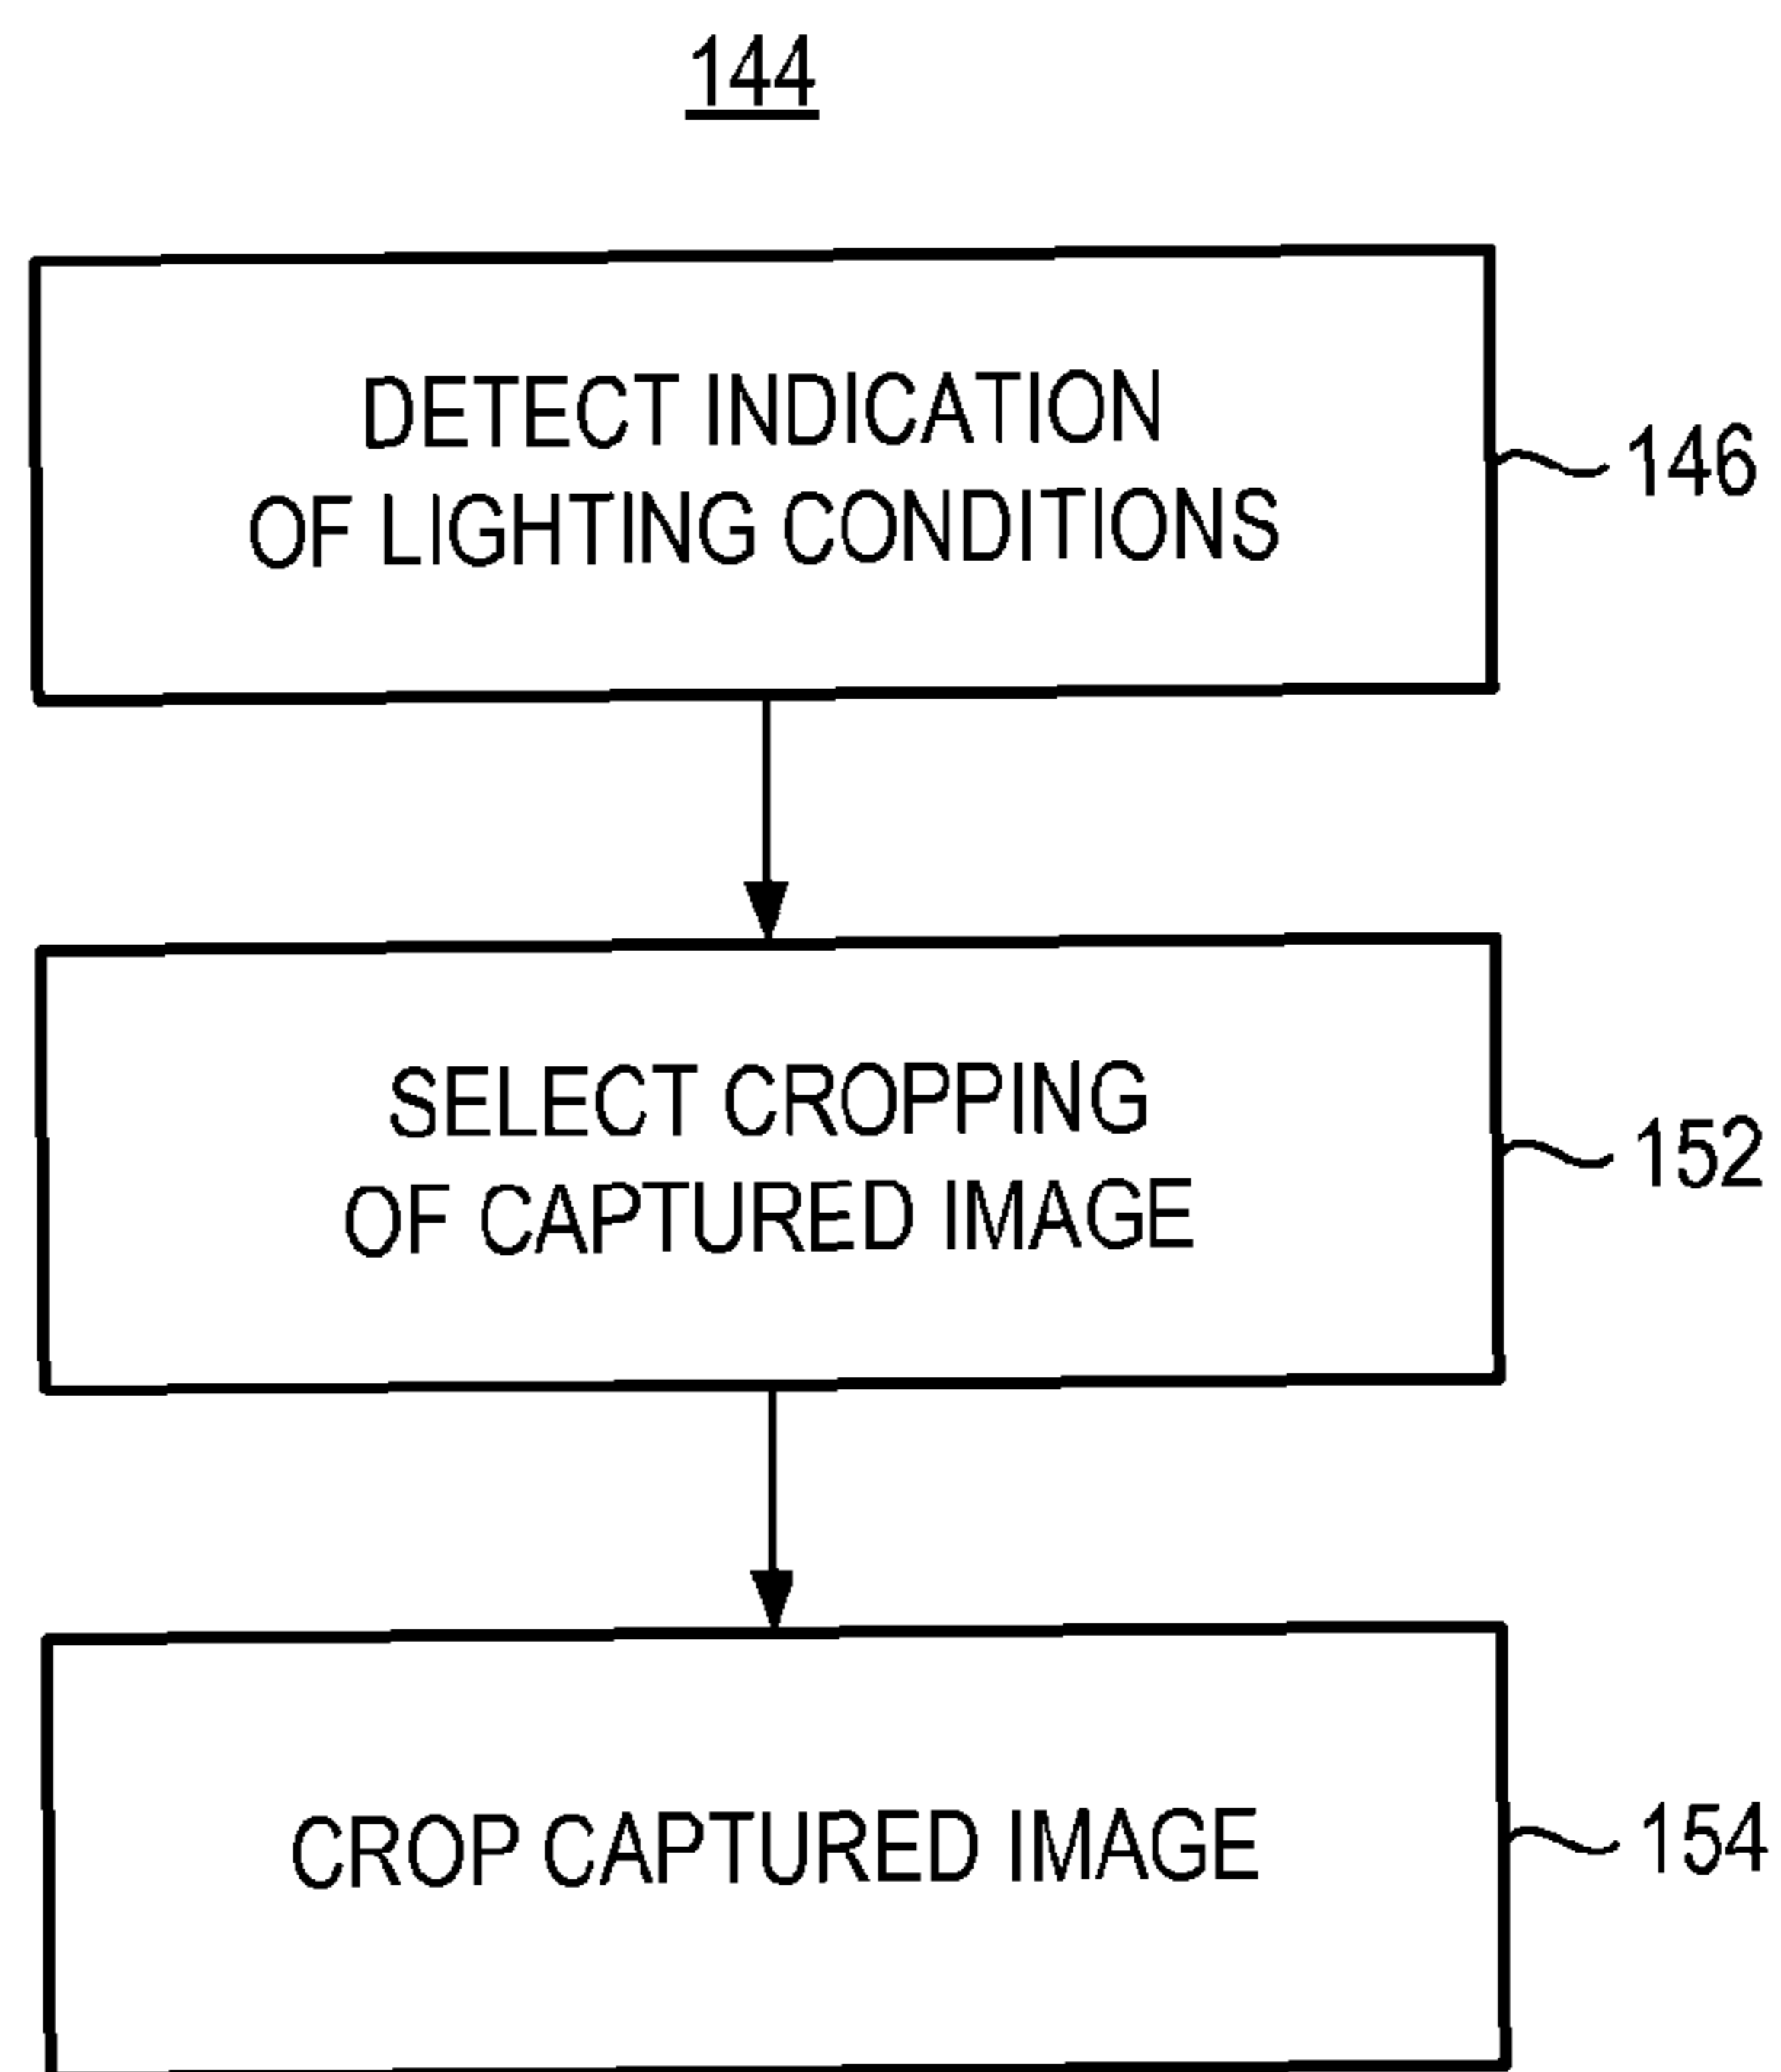 144
DETECT INDICATION
OF LIGHTING CONDITIONS
146
SELECT CROPPING
OF CAPTURED IMAGE
152
CROP CAPTURED IMAGE
154